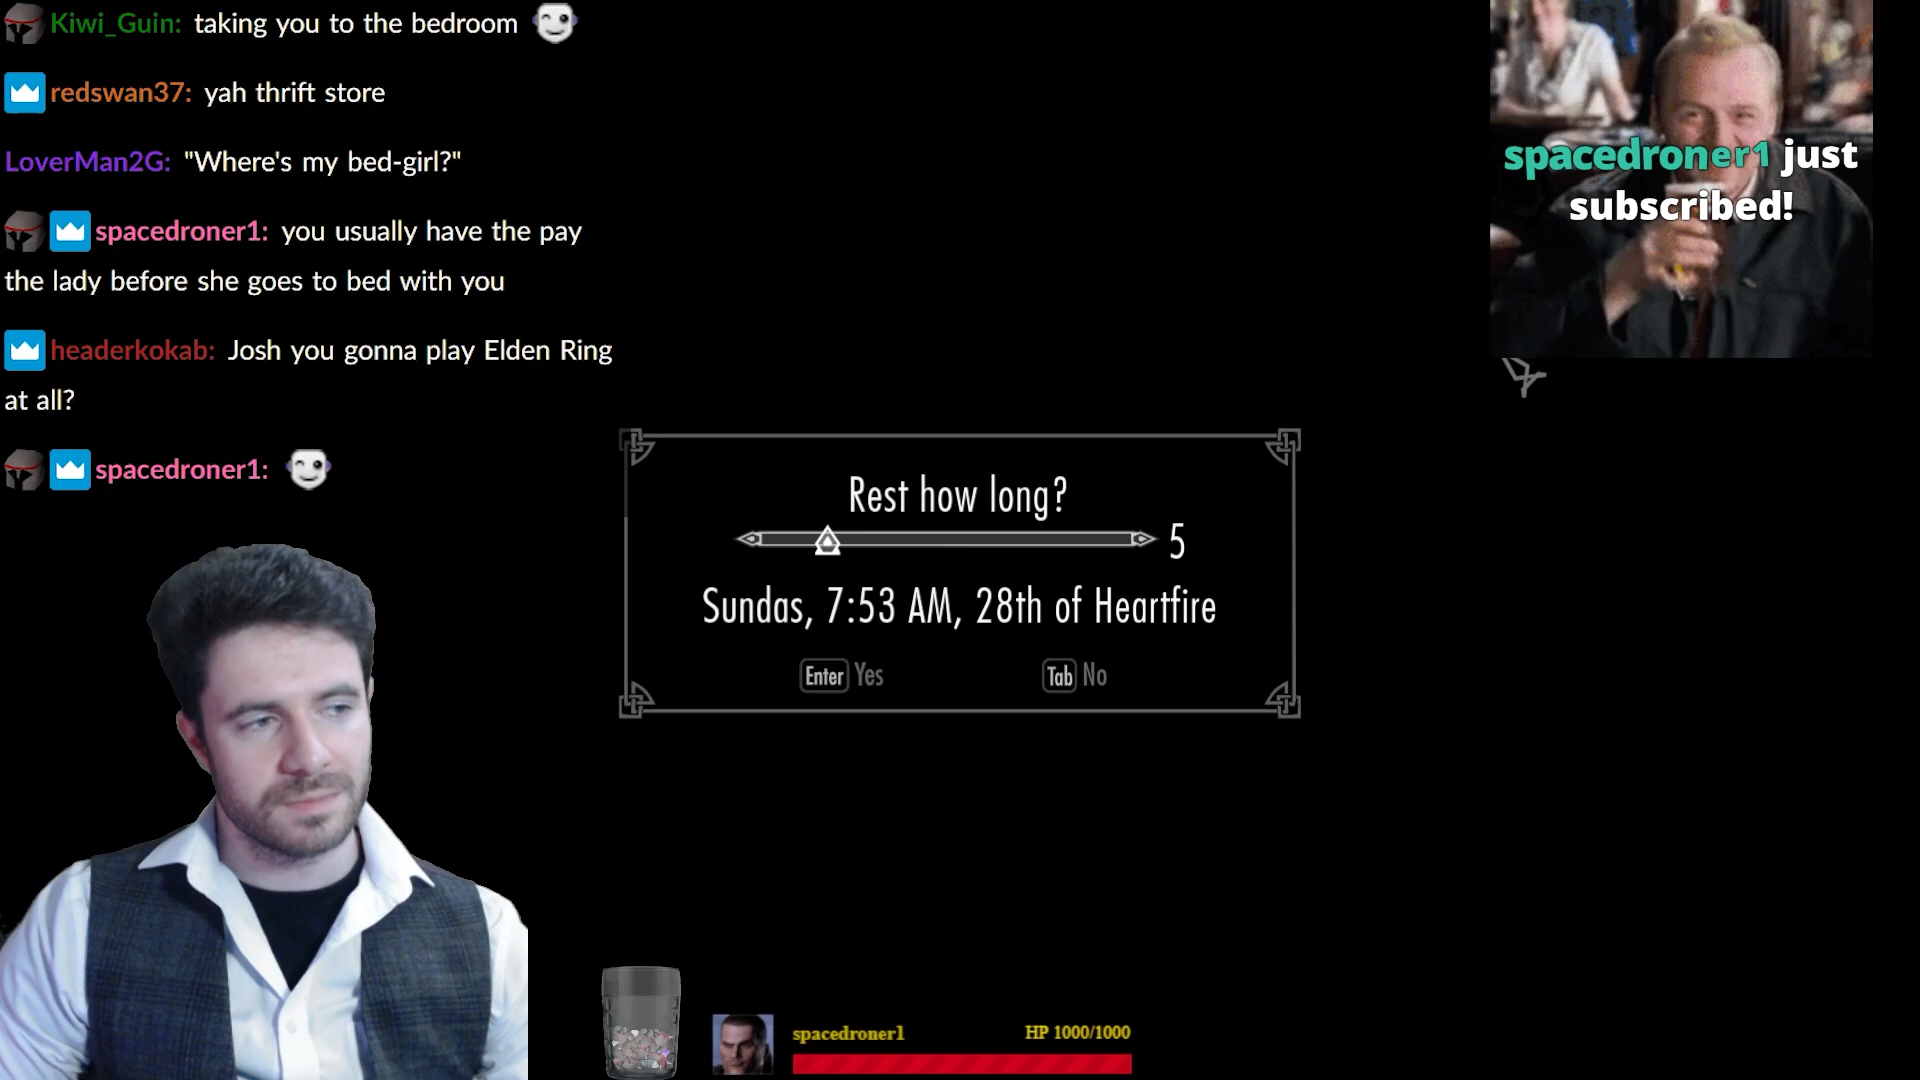 Kiwi_Guin: taking you to the bedroom
redswan37: yah thrift store
LoverMan2G: "Where's my bed-girl?"
spacedroner1: you usually have the pay
the lady before she goes to bed with you
headerkokab: Josh you gonna play Elden Ring
at all?
spacedroner1:
spacedroner1 just
subscribed!
Rest how long?
5
Sundas, 7:53 AM, 28th of Heartfire
Enter Yes
Tab No
spacedroner1 HP 1000/1000